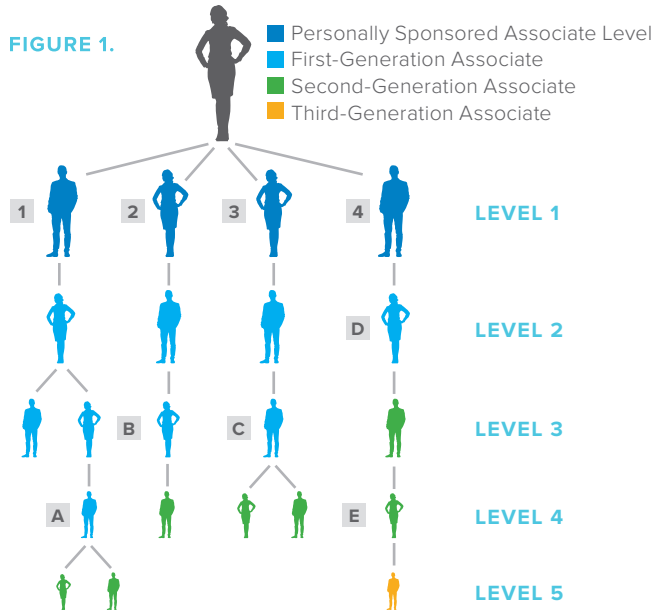 FIGURE 1.
Personally Sponsored Associate Level
First-Generation Associate
Second-Generation Associate
Third-Generation Associate
1 2 3 4 LEVEL 1
D LEVEL 2
B C LEVEL 3
A E LEVEL 4
LEVEL 5